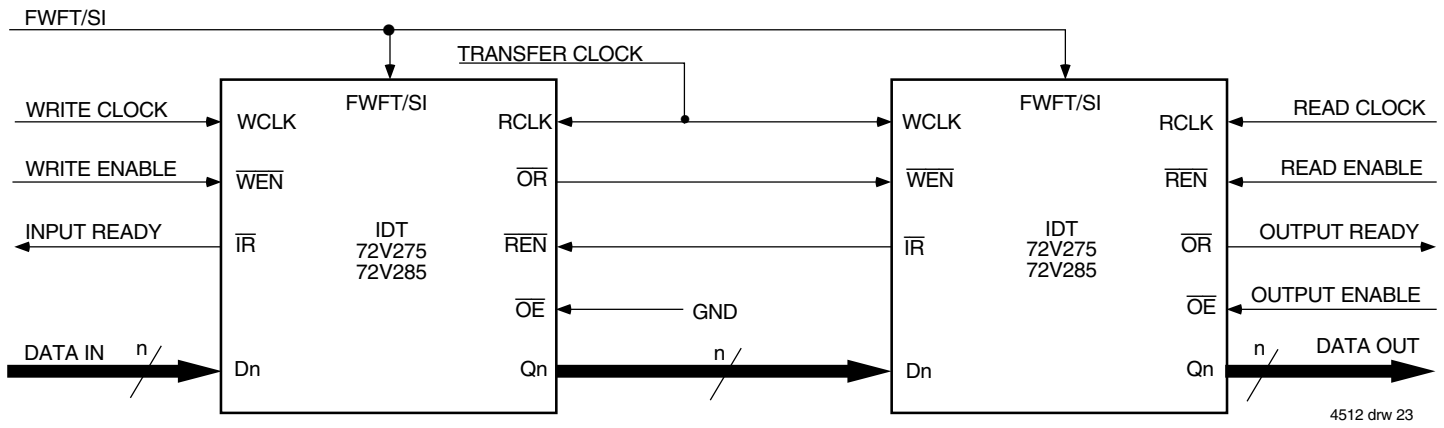 FWFT/SI
TRANSFER CLOCK
FWFT/SI
FWFT/SI
WRITE CLOCK
WCLK
RCLK
WCLK
RCLK
READ CLOCK
WRITE ENABLE
WEN
OR
WEN
REN
READ ENABLE
INPUT READY
IR
IDT
72V275
72V285
REN
IR
IDT
72V275
72V285
OR
OUTPUT READY
OE
GND
OE
OUTPUT ENABLE
DATA IN
n
Dn
Qn
n
Dn
Qn
n
DATA OUT
4512 drw 23